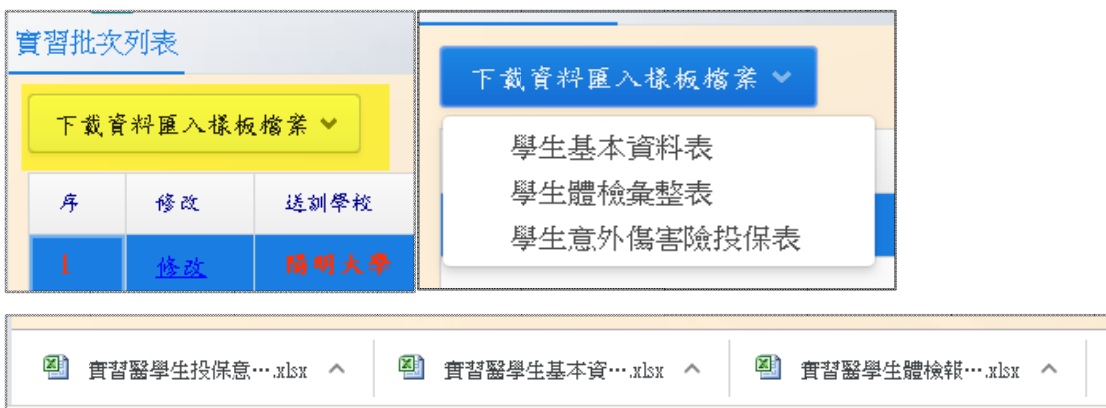 實習批次列表
下載資料匯入樣板檔案
序 修改 送訓學校
1 修改 陽明大學
下載資料匯入樣板檔案
學生基本資料表
學生體檢彙整表
學生意外傷害險投保表
實習醫學生投保意….xlsx 實習醫學生基本資….xlsx 實習醫學生體檢報….xlsx